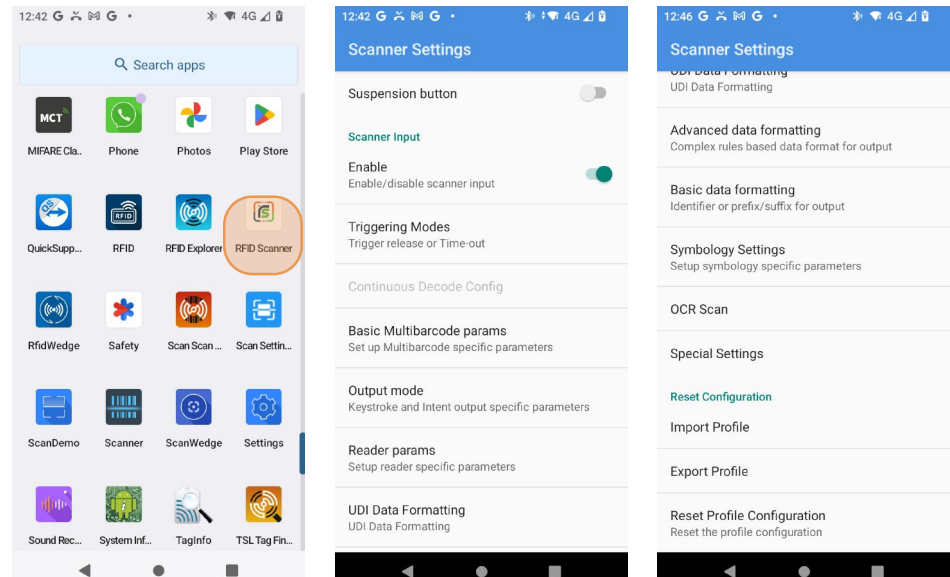 12:42 G G •
4G
Search apps
MCT
MIFARE Cla..
Phone
Photos
Play Store
QuickSupp...
RFID
RFID
RFID Explorer
RFID Scanner
RfidWedge
Safety
Scan Scan ...
Scan Settin...
ScanDemo
Scanner
ScanWedge
Settings
Sound Rec...
System Inf...
TagInfo
TSL Tag Fin...
12:42 G G •
4G
Scanner Settings
Suspension button
Scanner Input
Enable
Enable/disable scanner input
Triggering Modes
Trigger release or Time-out
Continuous Decode Config
Basic Multibarcode params
Set up Multibarcode specific parameters
Output mode
Keystroke and Intent output specific parameters
Reader params
Setup reader specific parameters
UDI Data Formatting
UDI Data Formatting
12:46 G G •
4G
Scanner Settings
UDI Data Formatting
UDI Data Formatting
Advanced data formatting
Complex rules based data format for output
Basic data formatting
Identifier or prefix/suffix for output
Symbology Settings
Setup symbology specific parameters
OCR Scan
Special Settings
Reset Configuration
Import Profile
Export Profile
Reset Profile Configuration
Reset the profile configuration